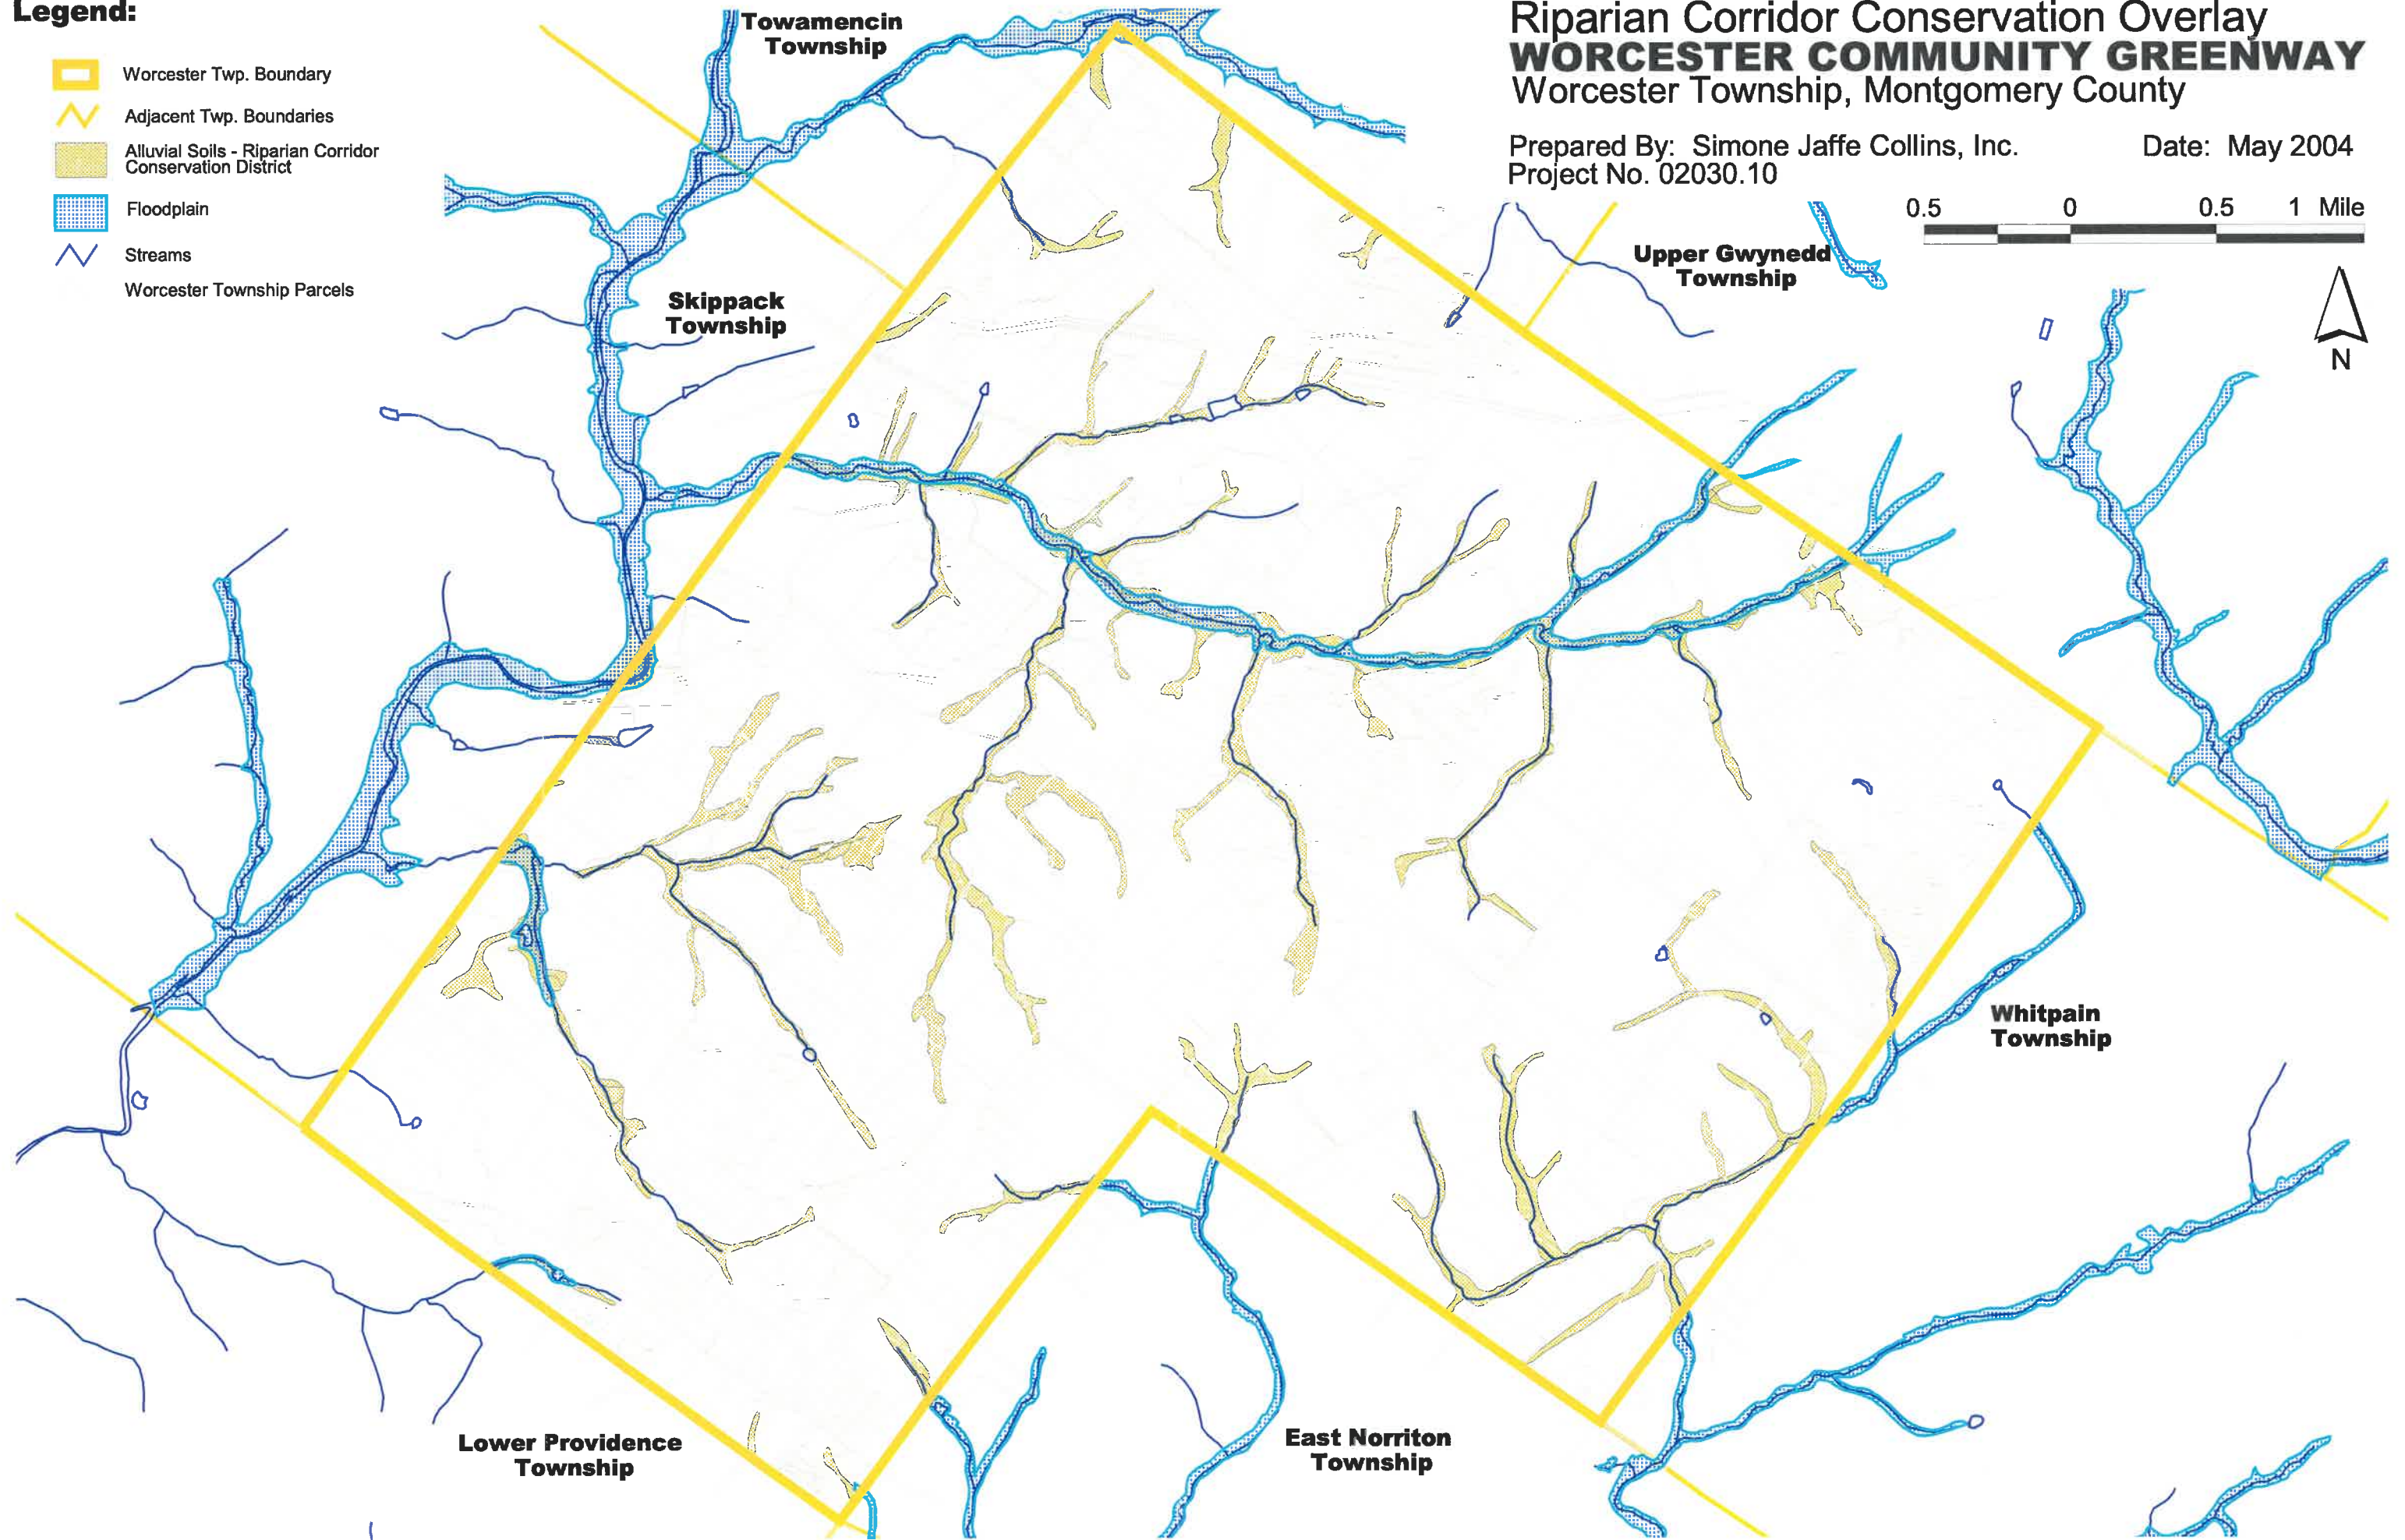 Legend:
Worcester Twp. Boundary
Adjacent Twp. Boundaries
Alluvial Soils - Riparian Corridor
Conservation District
Floodplain
Streams
Worcester Township Parcels
Riparian Corridor Conservation Overlay
WORCESTER COMMUNITY GREENWAY
Worcester Township, Montgomery County
Prepared By: Simone Jaffe Collins, Inc. Date: May 2004
Project No. 02030.10
0.5 0 0.5 1 Mile
N
Towamencin
Township
Upper Gwynedd
Township
Skippack
Township
Whitpain
Township
Lower Providence
Township
East Norriton
Township